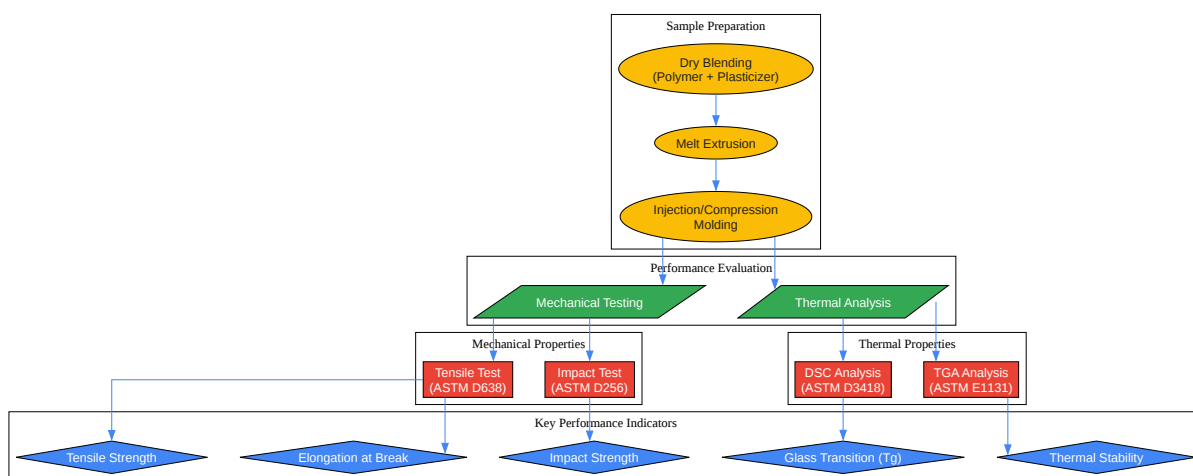 Sample Preparation
Dry Blending
(Polymer + Plasticizer)
Melt Extrusion
Injection/Compression
Molding
Performance Evaluation
Mechanical Testing
Thermal Analysis
Mechanical Properties
Thermal Properties
Tensile Test
(ASTM D638)
Impact Test
(ASTM D256)
DSC Analysis
(ASTM D3418)
TGA Analysis
(ASTM E1131)
Key Performance Indicators
Tensile Strength
Elongation at Break
Impact Strength
Glass Transition (Tg)
Thermal Stability